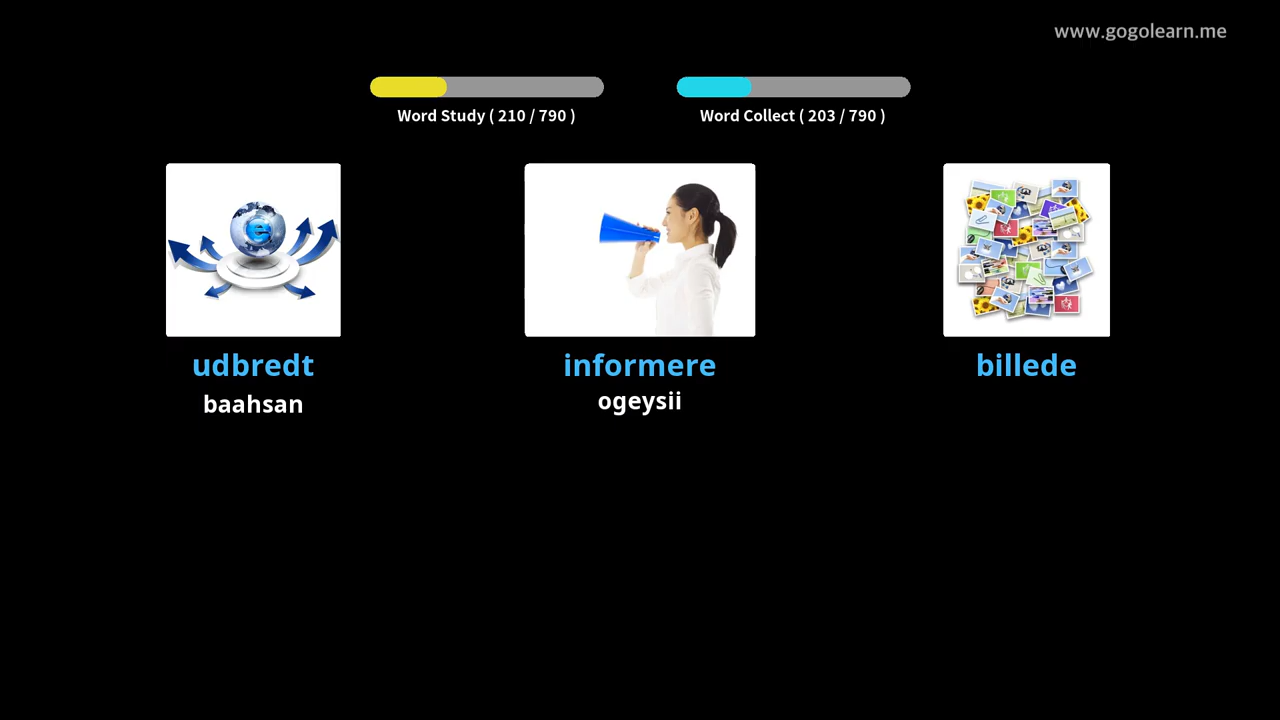 www.gogolearn.me
Word Study ( 210 / 790 )
Word Collect ( 203 / 790 )
e
udbredt
informere
billede
baahsan
ogeysii